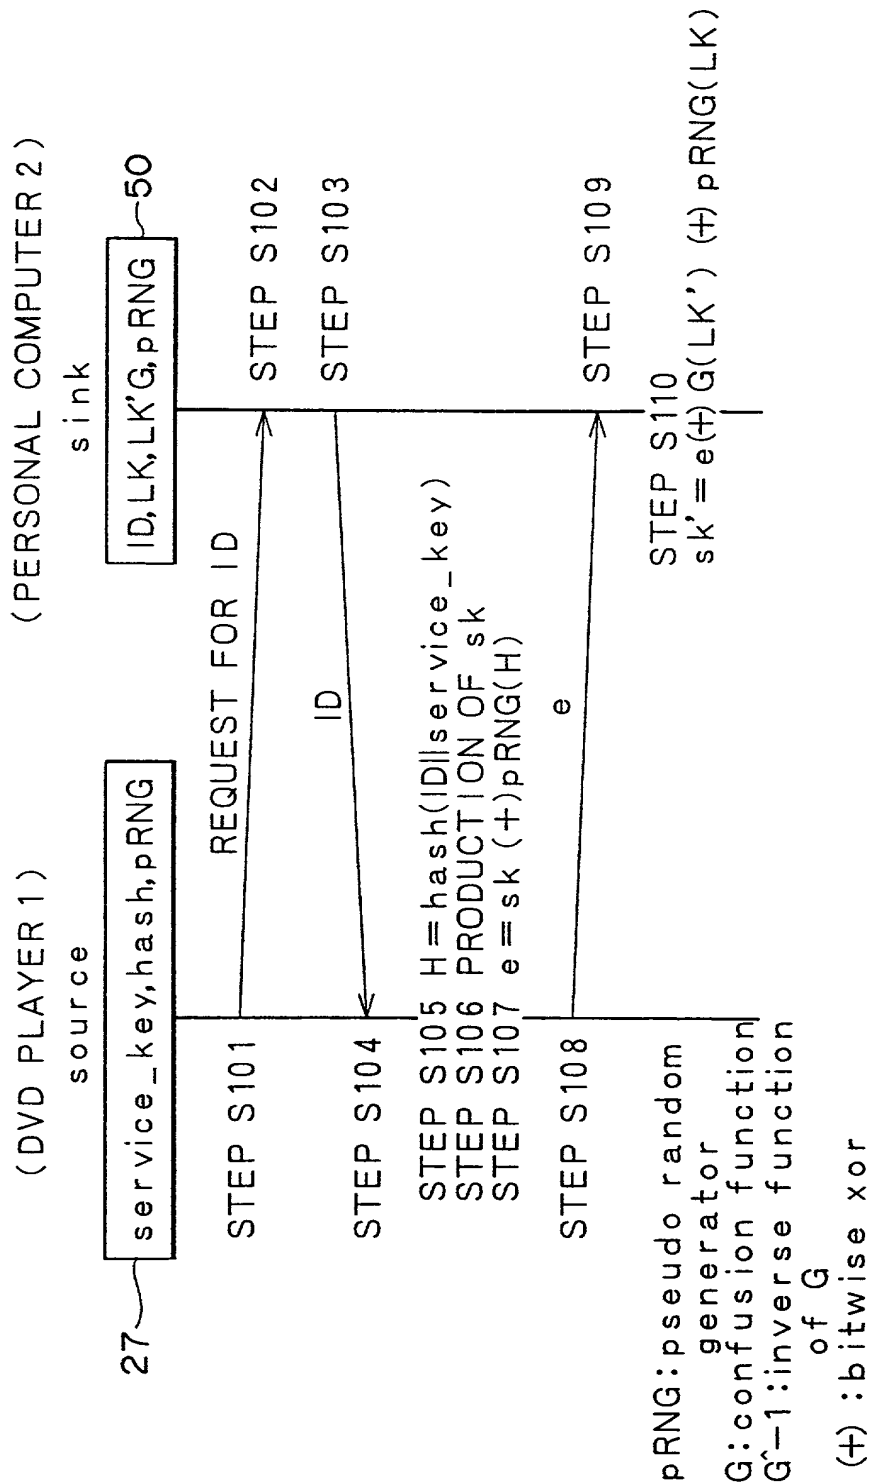 (DVD PLAYER 1)
source
service_key, hash, pRNG
27
(PERSONAL COMPUTER 2)
sink
ID, LK, LK'G, pRNG
50
STEP S101
REQUEST FOR ID
STEP S102
STEP S103
ID
STEP S104
STEP S105 H=hash(ID||service_key)
STEP S106 PRODUCTION OF sk
STEP S107 e=sk (+)pRNG(H)
STEP S108
e
STEP S109
STEP S110
sk'=e(+) G(LK') (+) pRNG(LK)
pRNG:pseudo random
generator
G:confusion function
G^-1:inverse function
of G
(+) :bitwise xor